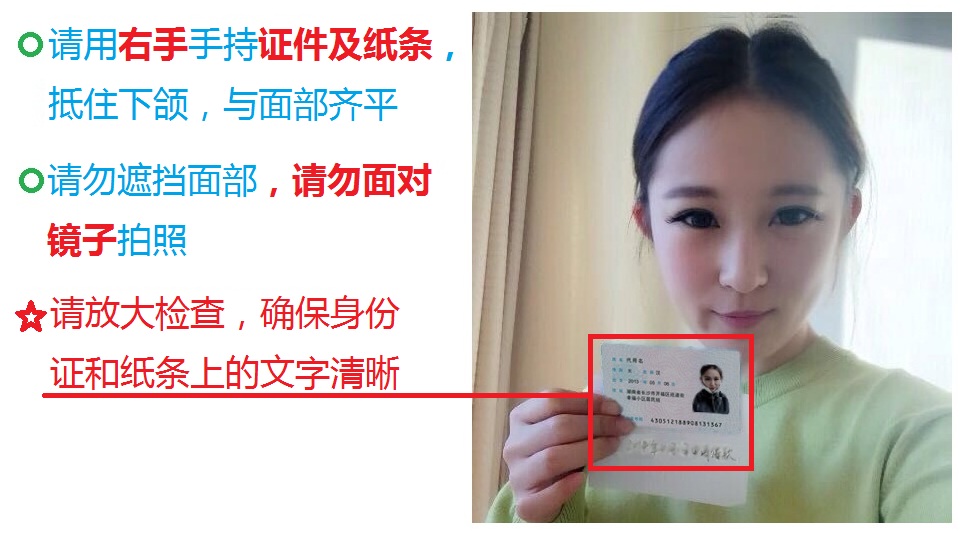 请用右手手持证件及纸条，
抵住下颌，与面部齐平
请勿遮挡面部，请勿面对
镜子拍照
请放大检查，确保身份
证和纸条上的文字清晰